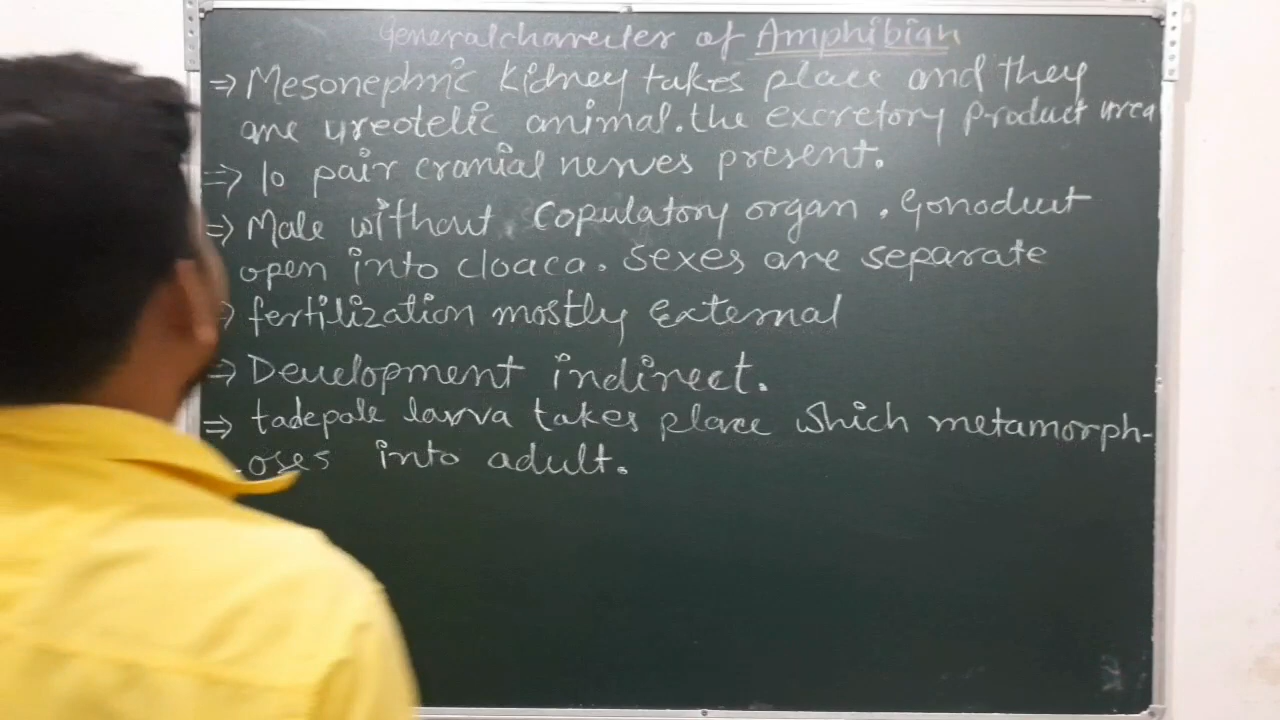 General charecter of Amphibian
⇒ Mesonephric kidney takes place and they
are ureotelic animal. the excretory product urea
⇒ 10 pair cranial nerves present.
⇒ Male without copulatory organ. Gonoduct
open into cloaca. Sexes are separate
⇒ fertilization mostly External
⇒ Development indirect.
⇒ tadepole larva takes place which metamorph-
-oses into adult.